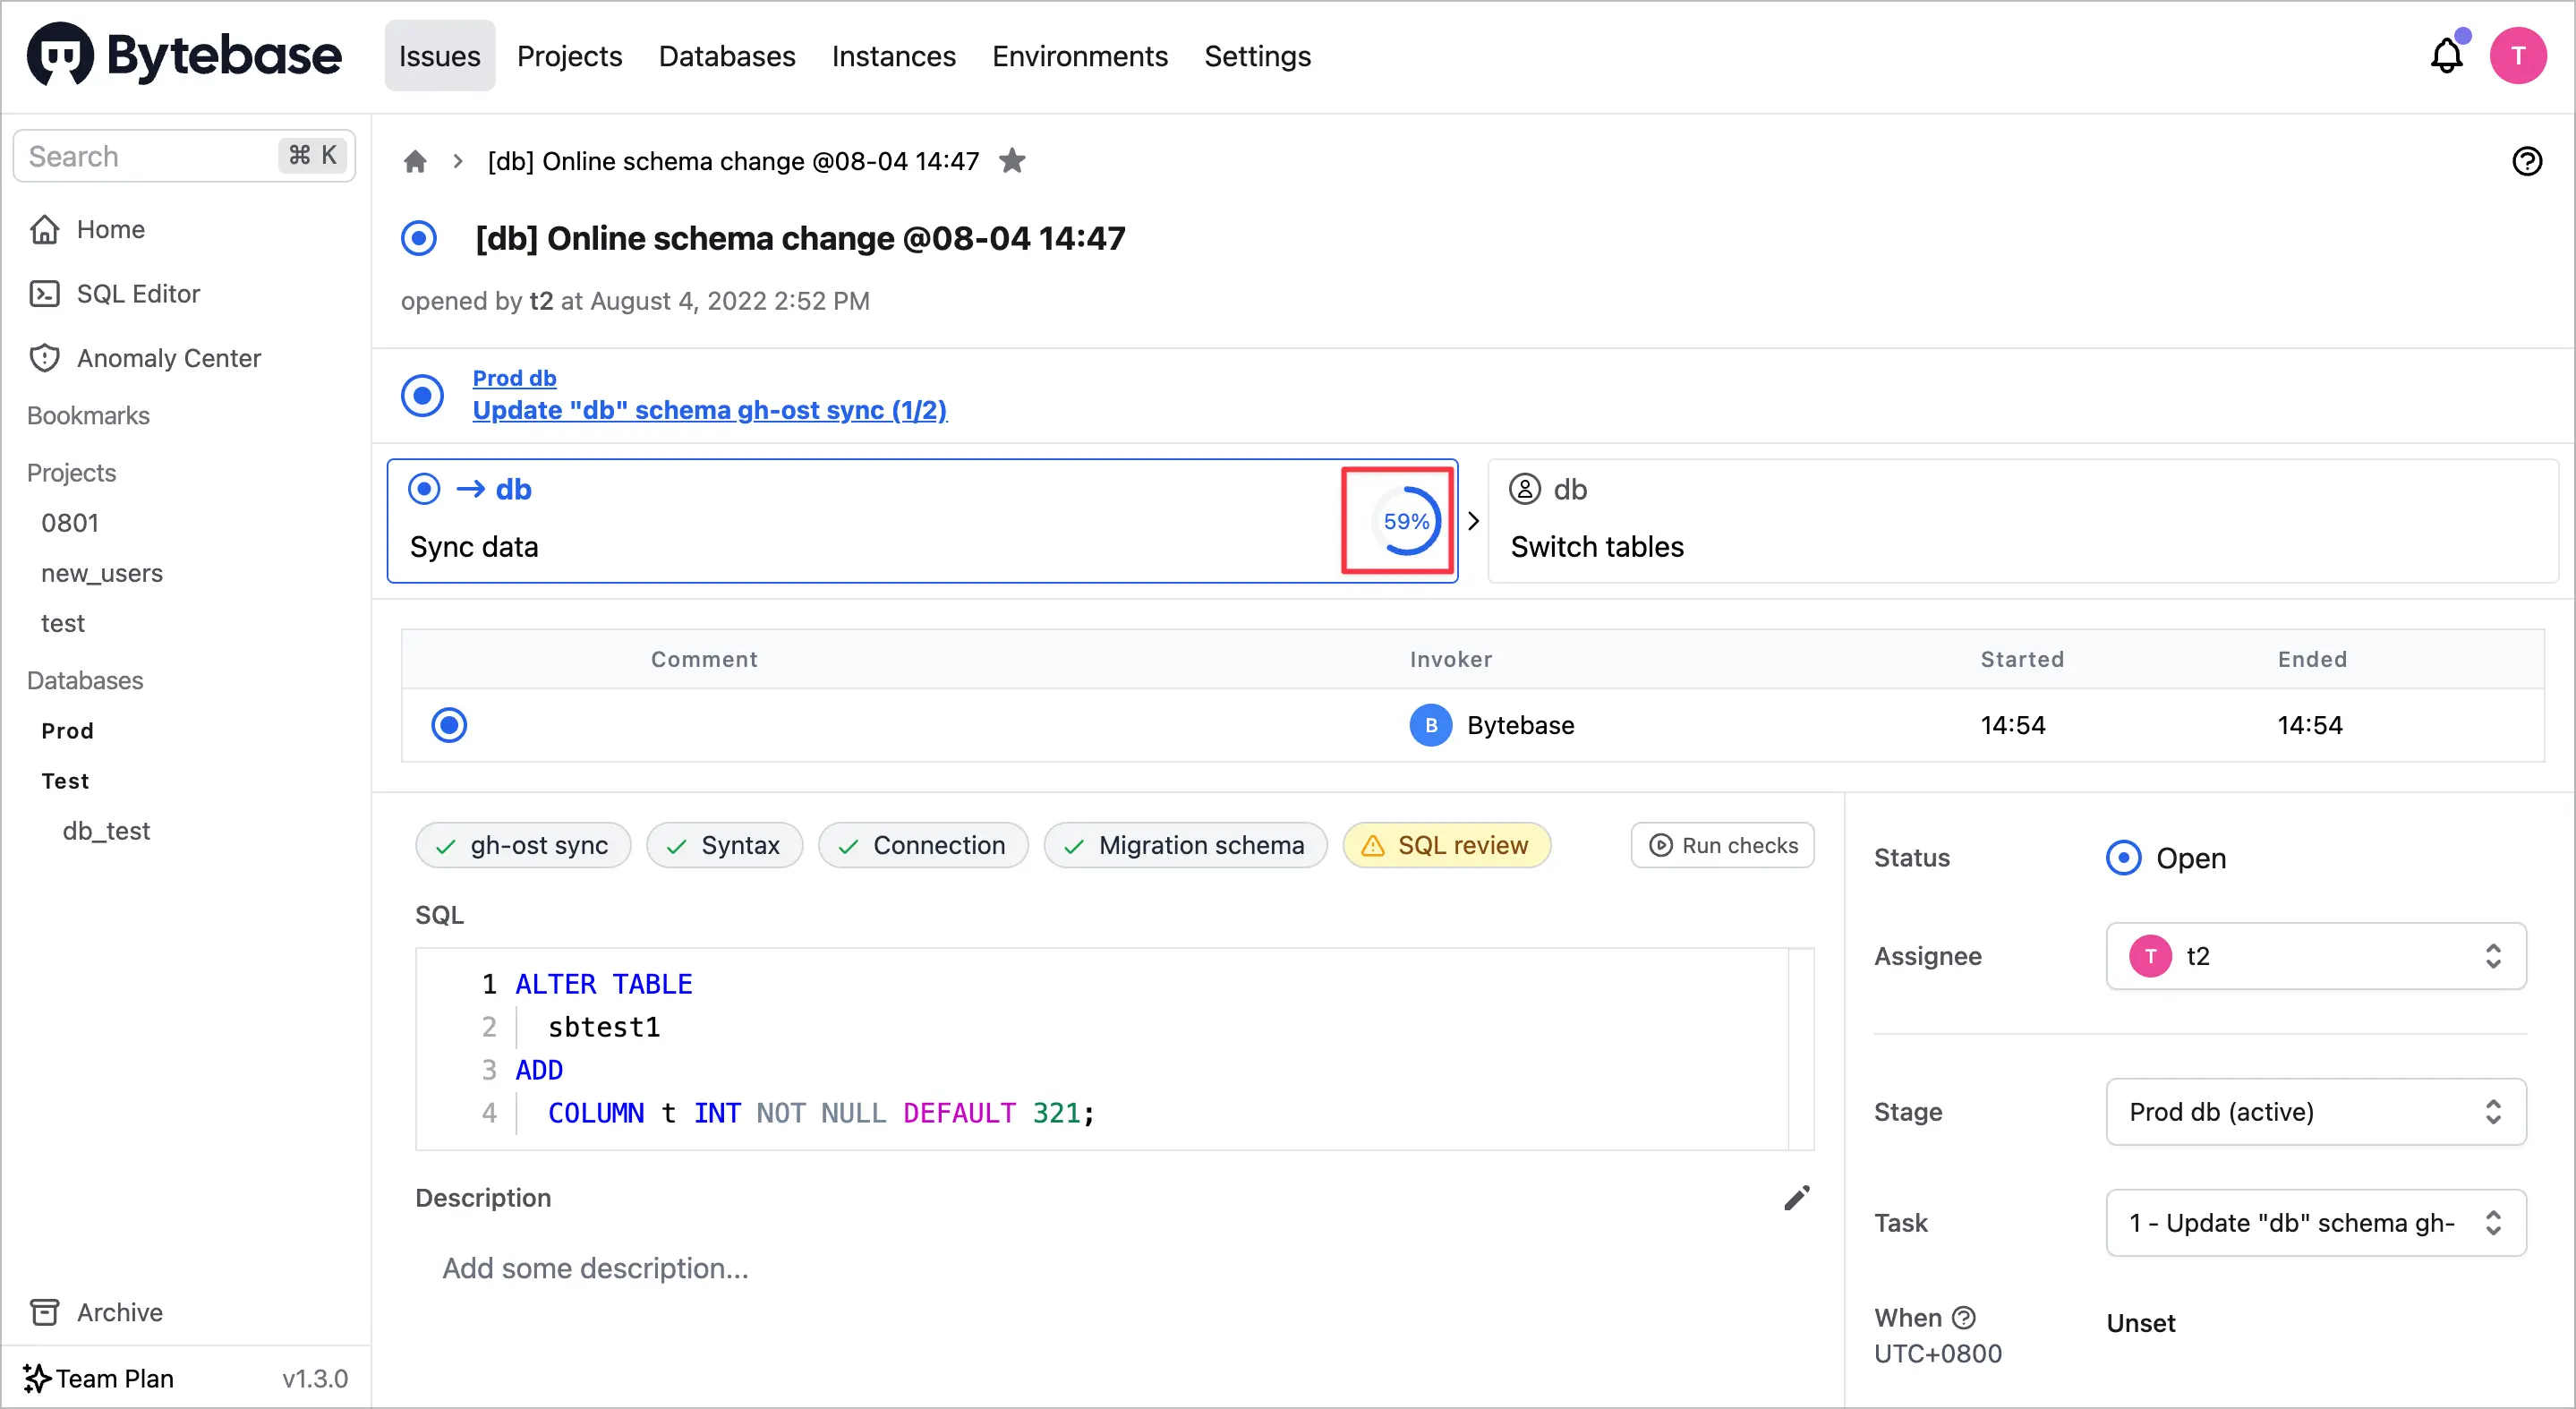 Bytebase
Issues Projects Databases Instances Environments Settings
T
Search ⌘ K
Home
SQL Editor
Anomaly Center
Bookmarks
Projects
0801
new_users
test
Databases
Prod
Test
db_test
Archive
Team Plan v1.3.0
[db] Online schema change @08-04 14:47
[db] Online schema change @08-04 14:47
opened by t2 at August 4, 2022 2:52 PM
Prod db
Update "db" schema gh-ost sync (1/2)
→ db
Sync data
59%
db
Switch tables
Comment Invoker Started Ended
B Bytebase 14:54 14:54
gh-ost sync Syntax Connection Migration schema SQL review Run checks
SQL
1 ALTER TABLE
2 sbtest1
3 ADD
4 COLUMN t INT NOT NULL DEFAULT 321;
Description
Add some description...
Status Open
Assignee T t2
Stage Prod db (active)
Task 1 - Update "db" schema gh-
When Unset
UTC+0800